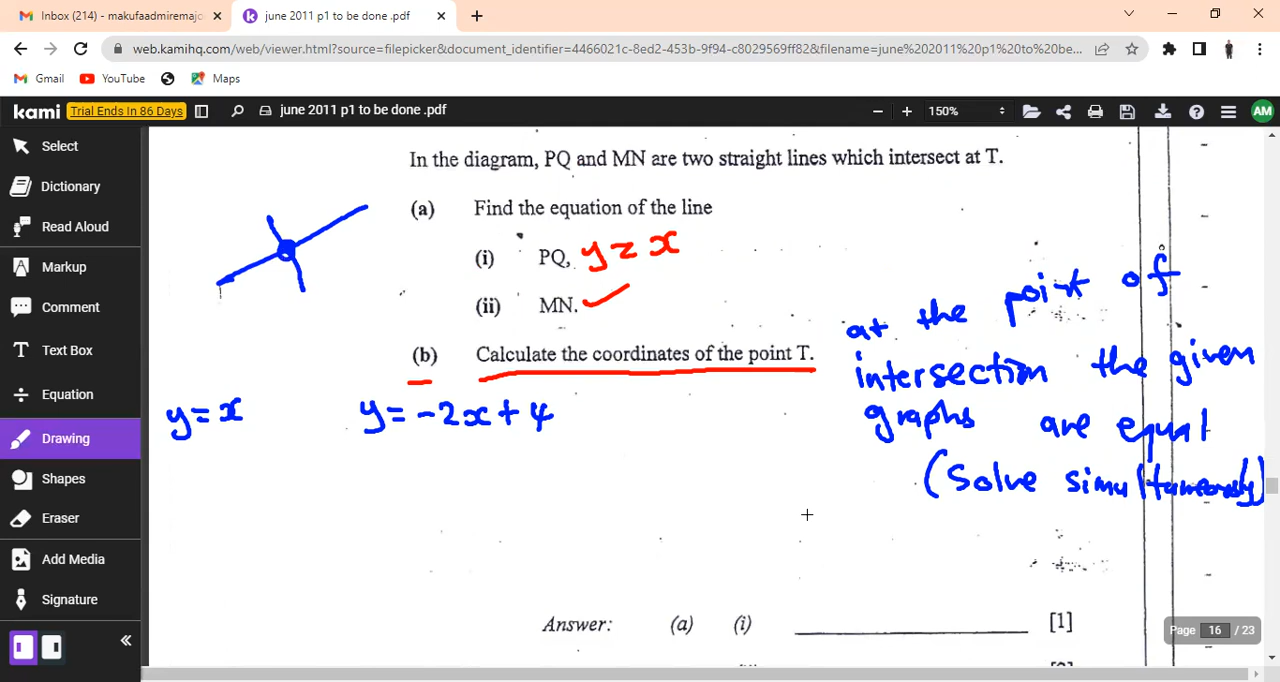 Inbox (214) - makufaadmiremajo
june 2011 p1 to be done .pdf
web.kamihq.com/web/viewer.html?source=filepicker&document_identifier=4466021c-8ed2-453b-9f94-c8029569ff82&filename=june%202011%20p1%20to%20be...
Gmail
YouTube
Maps
kami
Trial Ends In 86 Days
june 2011 p1 to be done .pdf
150%
AM
Select
Dictionary
Read Aloud
Markup
Comment
Text Box
Equation
Drawing
Shapes
Eraser
Add Media
Signature
In the diagram, PQ and MN are two straight lines which intersect at T.
(a) Find the equation of the line
(i) PQ, y = x
(ii) MN.
(b) Calculate the coordinates of the point T.
y = x y = -2x + 4
at the point of
intersection the given
graphs are equal
(Solve simultaneously)
Answer: (a) (i) [1]
Page 16 / 23